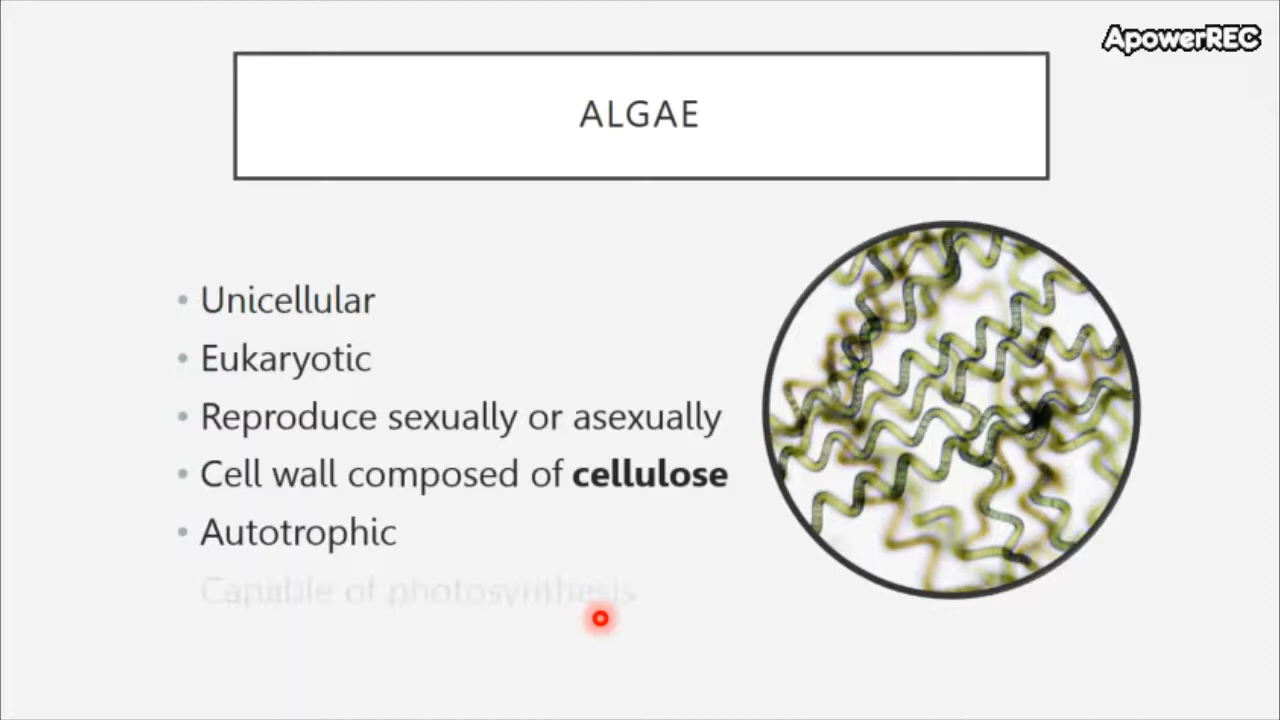 ApowerREC
ALGAE
• Unicellular
• Eukaryotic
• Reproduce sexually or asexually
• Cell wall composed of cellulose
• Autotrophic
Capable of photosynthesis